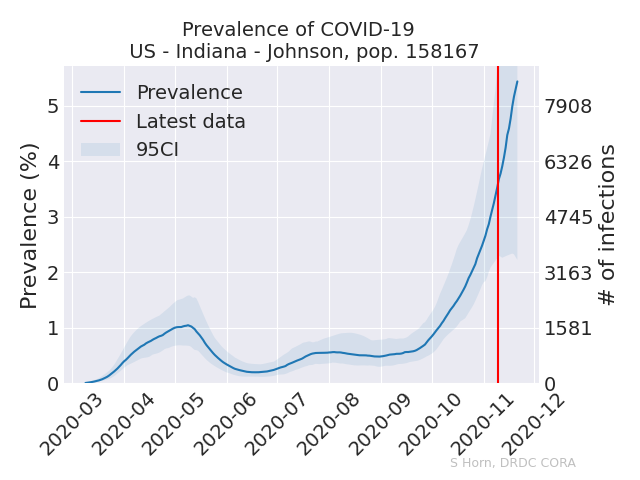 Prevalence of COVID-19
US - Indiana - Johnson, pop. 158167
Prevalence
Latest data
95CI
Prevalence (%)
5
4
3
2
1
0
7908
6326
4745
3163
1581
0
# of infections
2020-03
2020-04
2020-05
2020-06
2020-07
2020-08
2020-09
2020-10
2020-11
2020-12
S Horn, DRDC CORA